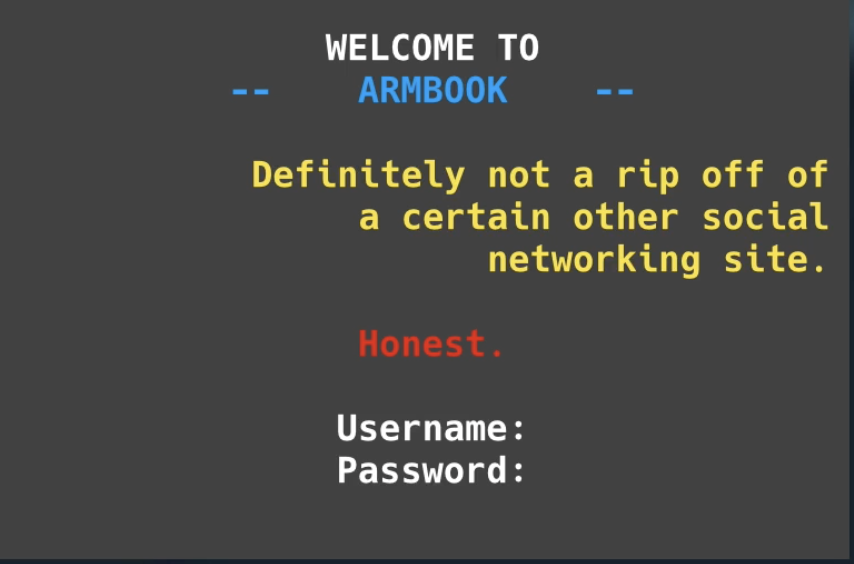 WELCOME TO
-- ARMBOOK --
Definitely not a rip off of
a certain other social
networking site.
Honest.
Username:
Password: